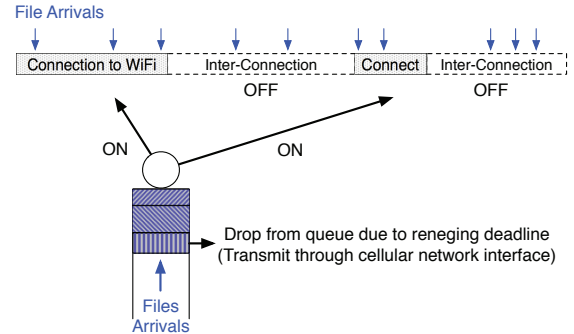 File Arrivals
Connection to WiFi
Inter-Connection
Connect
Inter-Connection
OFF
OFF
ON
ON
Drop from queue due to reneging deadline
(Transmit through cellular network interface)
Files
Arrivals